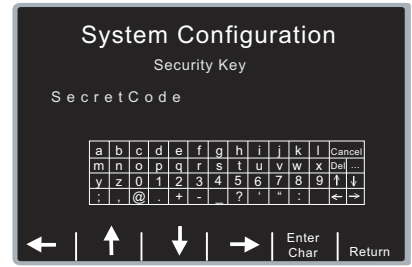 System Configuration
Security Key
SecretCode
a b c d e f g h i j k l Cancel
m n o p q r s t u v w x Del ...
y z 0 1 2 3 4 5 6 7 8 9 ↑ ↓
; , @ . + - _ ? ‘ “ : ← →
← ↑ ↓ → Enter Char Return